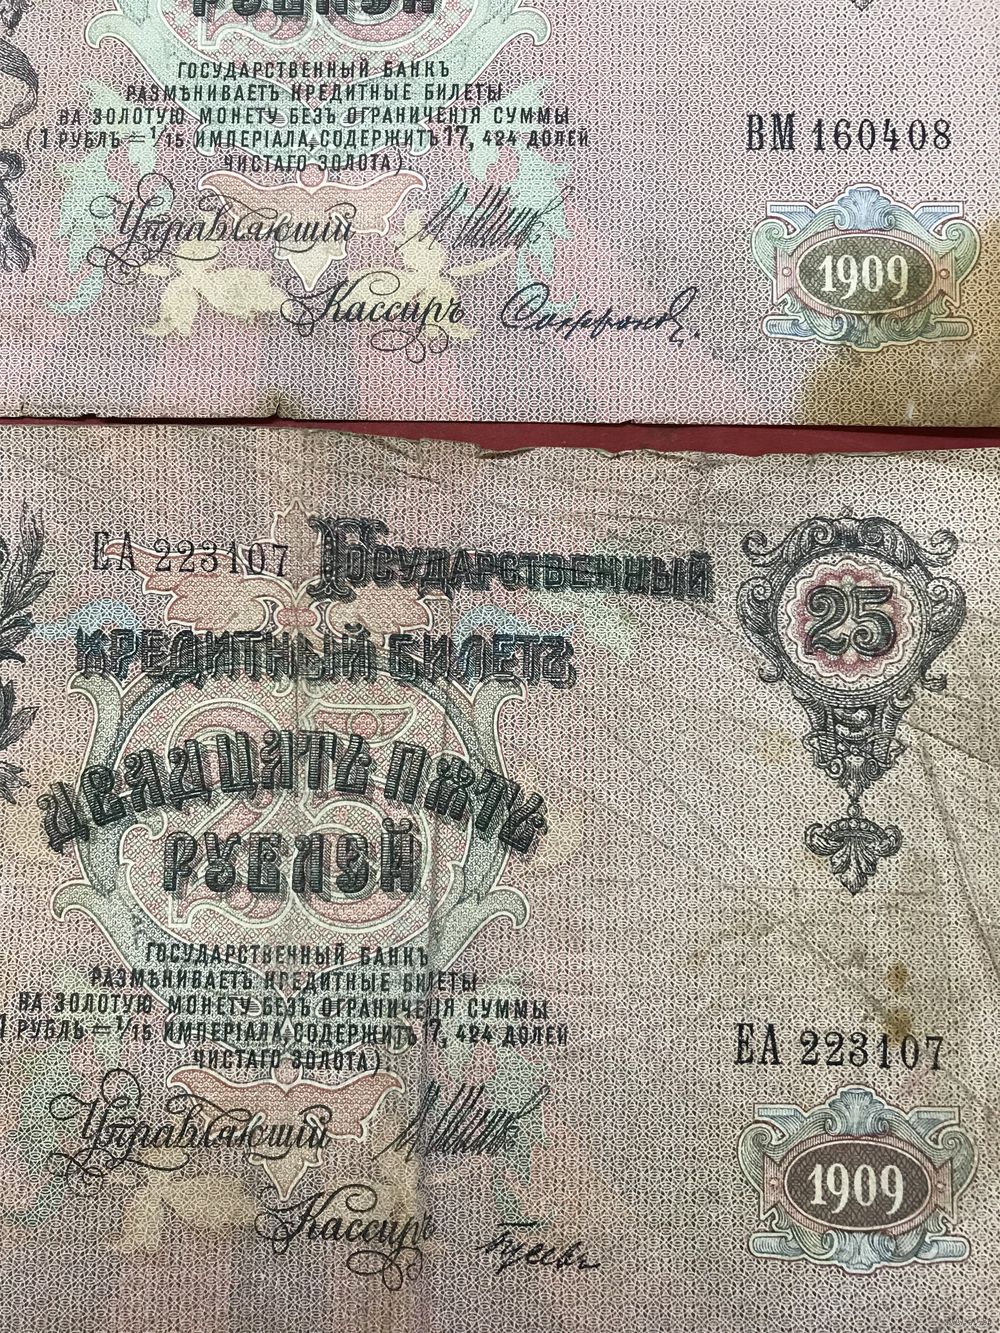 РУБЛЕЙ
ГОСУДАРСТВЕННЫЙ БАНКЪ
РАЗМѢНИВАЕТЪ КРЕДИТНЫЕ БИЛЕТЫ
НА ЗОЛОТУЮ МОНЕТУ БЕЗЪ ОГРАНИЧЕНІЯ СУММЫ
(1 РУБЛЬ = 1/15 ИМПЕРІАЛА, СОДЕРЖИТЪ 17, 424 ДОЛЕЙ
ЧИСТАГО ЗОЛОТА)
ВМ 160408
Управляющій
1909
Кассиръ
ЕА 223107
ГОСУДАРСТВЕННЫЙ
КРЕДИТНЫЙ БИЛЕТЪ
25
ДВАДЦАТЬ ПЯТЬ
РУБЛЕЙ
25
ГОСУДАРСТВЕННЫЙ БАНКЪ
РАЗМѢНИВАЕТЪ КРЕДИТНЫЕ БИЛЕТЫ
НА ЗОЛОТУЮ МОНЕТУ БЕЗЪ ОГРАНИЧЕНІЯ СУММЫ
1 РУБЛЬ = 1/15 ИМПЕРІАЛА, СОДЕРЖИТЪ 17, 424 ДОЛЕЙ
ЧИСТАГО ЗОЛОТА)
ЕА 223107
Управляющій
1909
Кассиръ